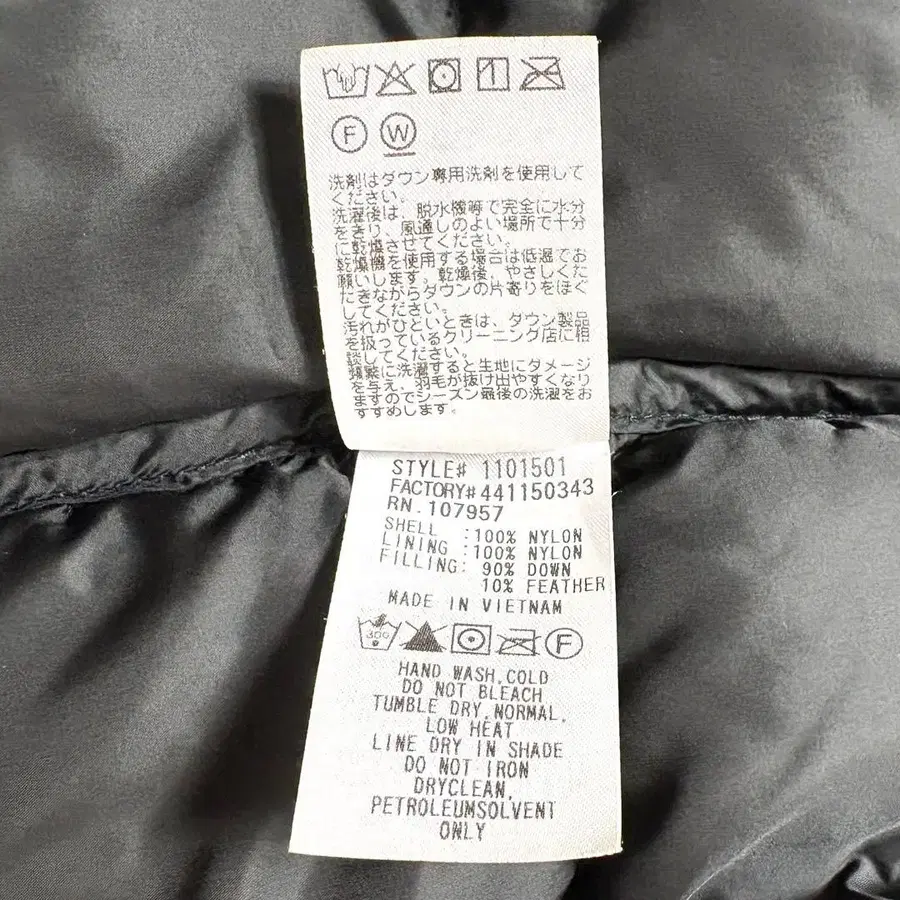 F W
洗剤はダウン専用洗剤を使用して
ください。
洗濯後は、脱水機等で完全に水分
をきり、風通しのよい場所で十分
に乾燥させてください。
乾燥機を使用する場合は低温でお
願いします。乾燥後、やさしくた
たきながらダウンの片寄りをほぐ
してください。
汚れがひどいときは、ダウン製品
を扱っているクリーニング店に相
談してください。
頻繁に洗濯すると生地にダメージ
を与え、羽毛が抜け出やすくなり
ますのでシーズン最後の洗濯をお
すすめします。
STYLE# 1101501
FACTORY#441150343
RN.107957
SHELL :100% NYLON
LINING :100% NYLON
FILLING: 90% DOWN
10% FEATHER
MADE IN VIETNAM
30° F
HAND WASH,COLD
DO NOT BLEACH
TUMBLE DRY,NORMAL,
LOW HEAT
LINE DRY IN SHADE
DO NOT IRON
DRYCLEAN,
PETROLEUMSOLVENT
ONLY